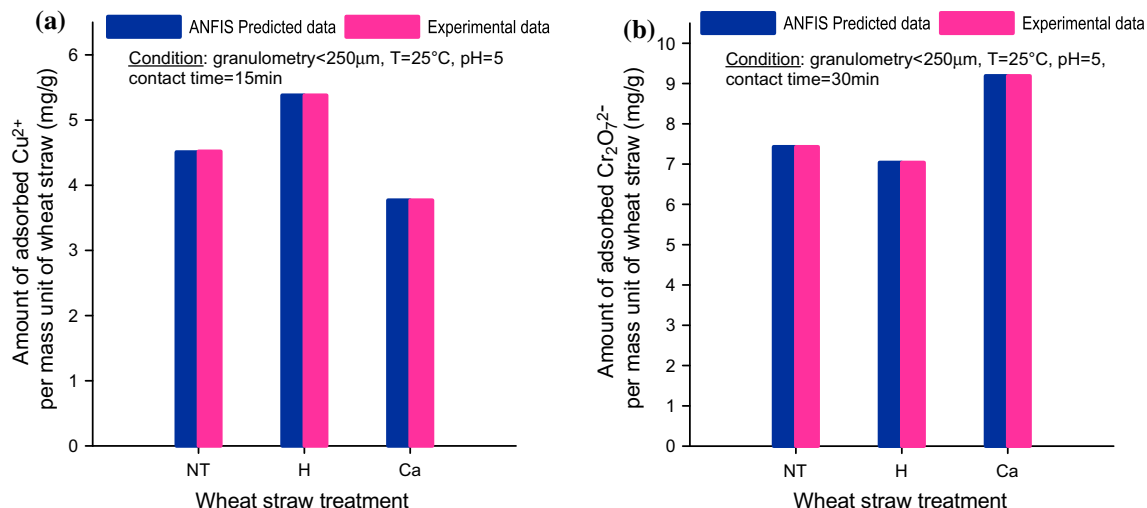 (a)
ANFIS Predicted data
Experimental data
Condition: granulometry<250μm, T=25°C, pH=5
contact time=15min
Amount of adsorbed Cu²⁺
per mass unit of wheat straw (mg/g)
6
5
4
3
2
1
0
NT
H
Ca
Wheat straw treatment
(b)
ANFIS Predicted data
Experimental data
Condition: granulometry<250μm, T=25°C, pH=5,
contact time=30min
Amount of adsorbed Cr₂O₇²⁻
per mass unit of wheat straw (mg/g)
10
9
8
7
6
5
4
3
2
1
0
NT
H
Ca
Wheat straw treatment